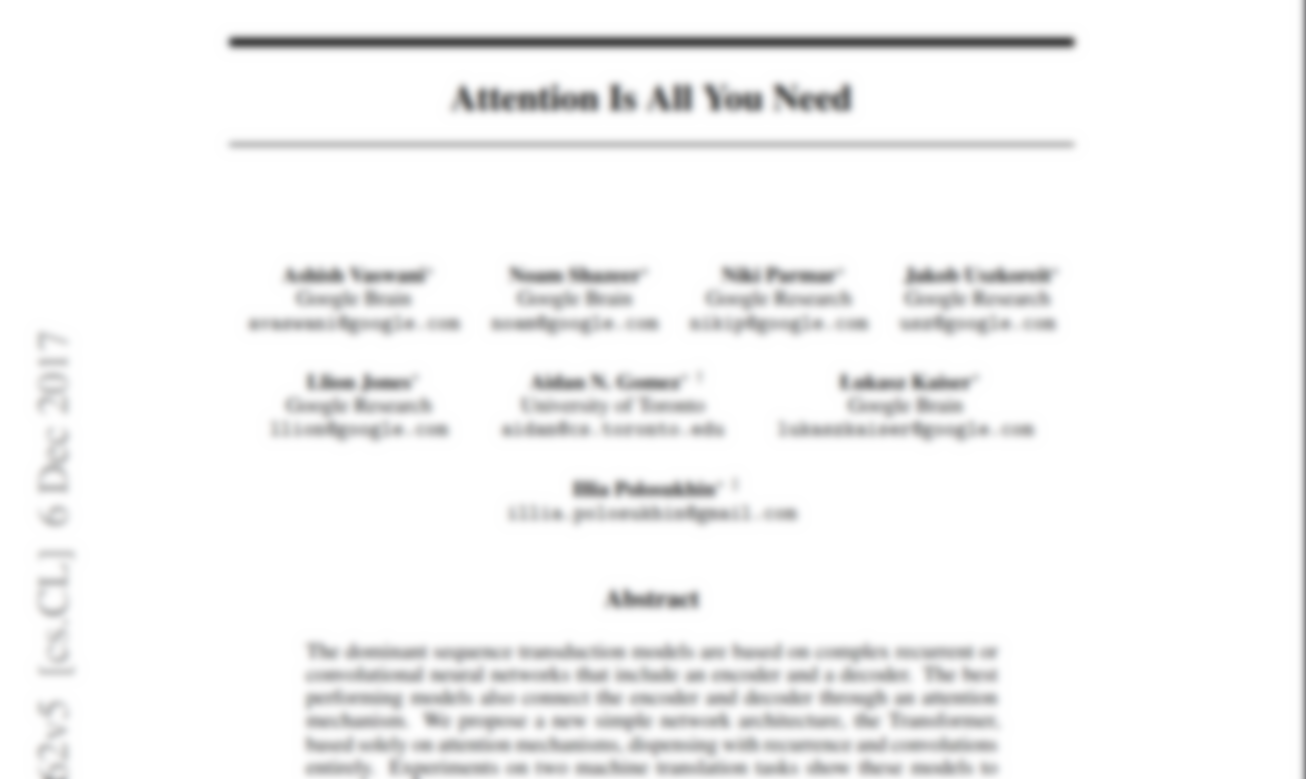 Attention Is All You Need
Ashish Vaswani* Noam Shazeer* Niki Parmar* Jakob Uszkoreit*
Google Brain Google Brain Google Research Google Research
avaswani@google.com noam@google.com nikip@google.com usz@google.com
Llion Jones* Aidan N. Gomez* † Łukasz Kaiser*
Google Research University of Toronto Google Brain
llion@google.com aidan@cs.toronto.edu lukaszkaiser@google.com
Illia Polosukhin* ‡
illia.polosukhin@gmail.com
Abstract
The dominant sequence transduction models are based on complex recurrent or
convolutional neural networks that include an encoder and a decoder. The best
performing models also connect the encoder and decoder through an attention
mechanism. We propose a new simple network architecture, the Transformer,
based solely on attention mechanisms, dispensing with recurrence and convolutions
entirely. Experiments on two machine translation tasks show these models to
62v5 [cs.CL] 6 Dec 2017